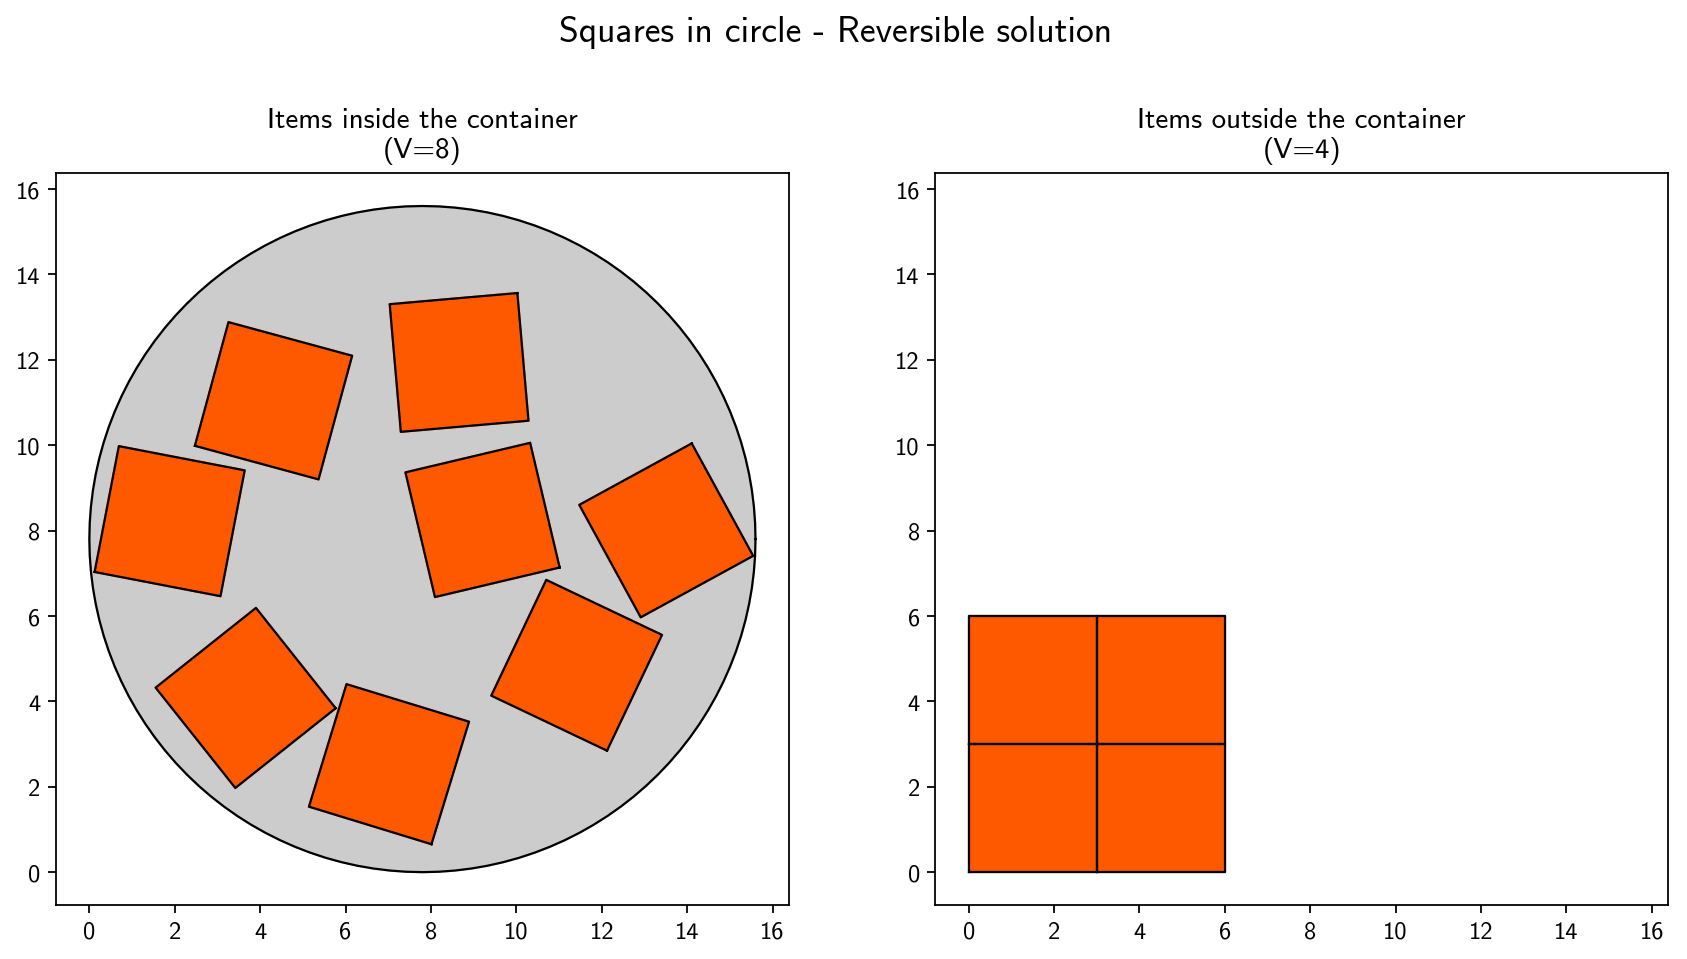 Squares in circle - Reversible solution
Items inside the container
(V=8)
16
14
12
10
8
6
4
2
0
0 2 4 6 8 10 12 14 16
Items outside the container
(V=4)
16
14
12
10
8
6
4
2
0
0 2 4 6 8 10 12 14 16